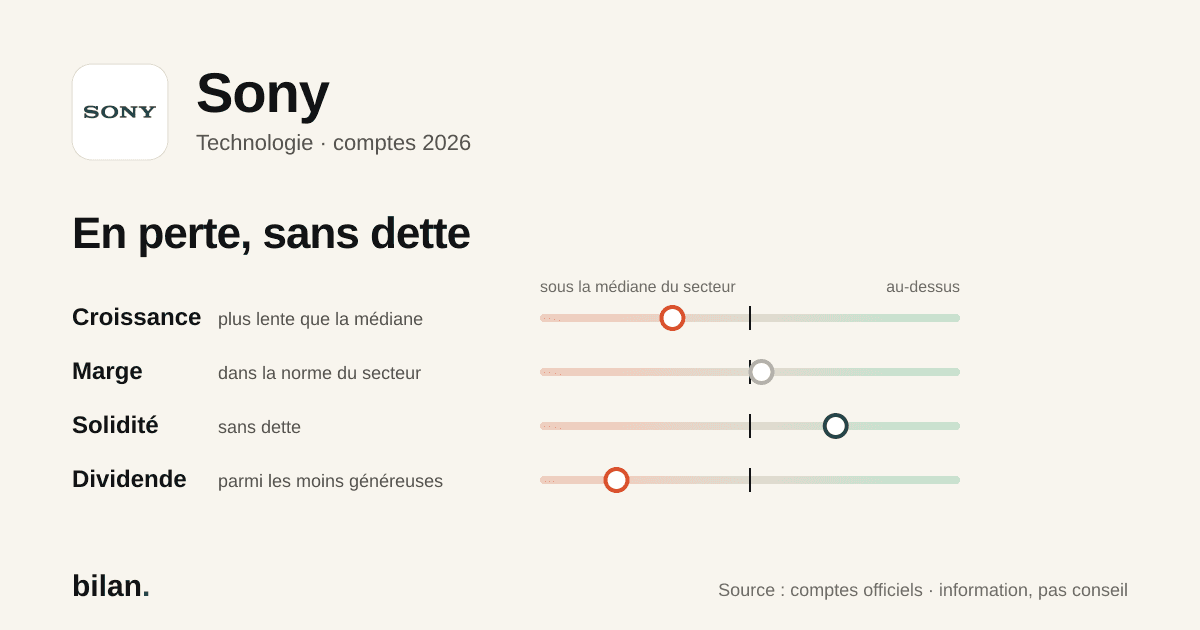 SONY
Sony
Technologie · comptes 2026
En perte, sans dette
sous la médiane du secteur au-dessus
Croissance plus lente que la médiane
Marge dans la norme du secteur
Solidité sans dette
Dividende parmi les moins généreuses
bilan.
Source : comptes officiels · information, pas conseil